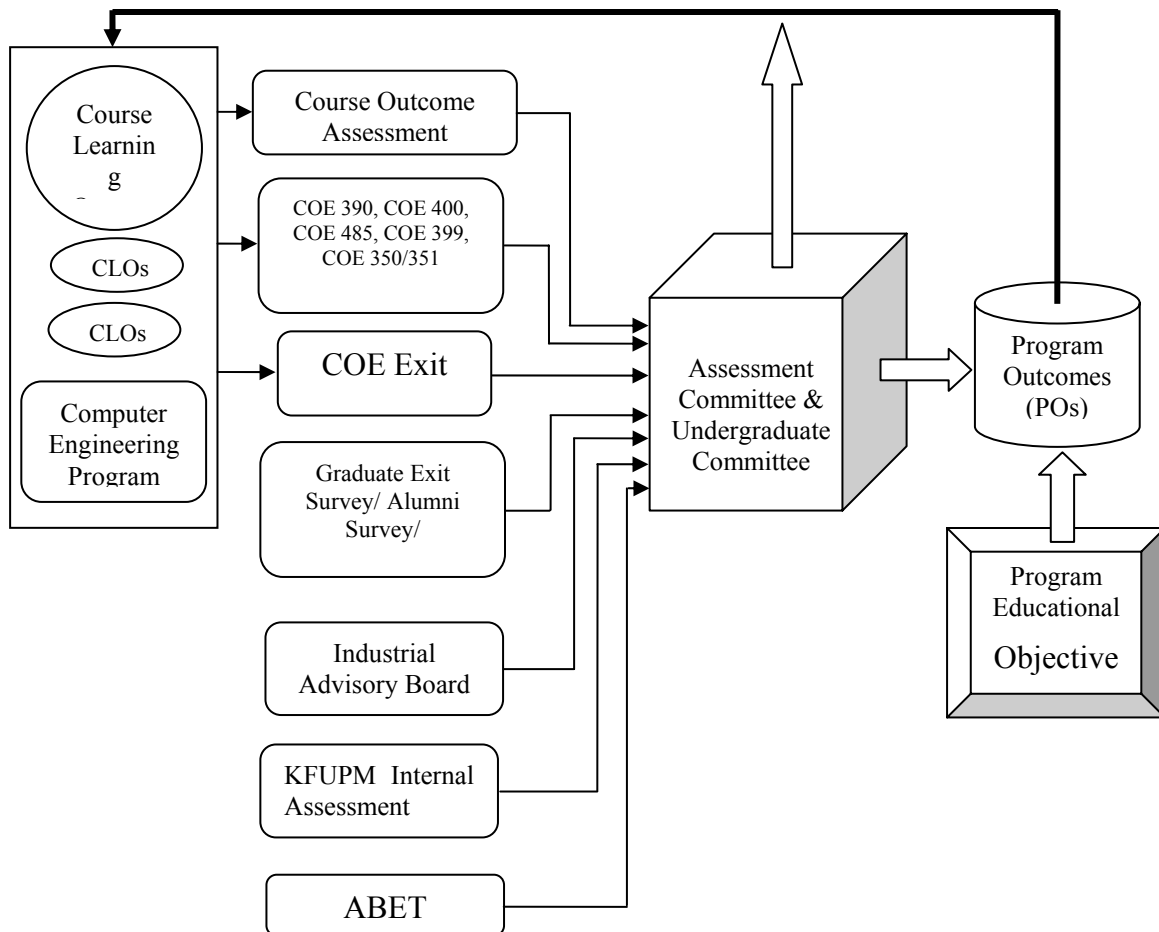 Course
Learnin
g
CLOs
CLOs
Computer
Engineering
Program
Course Outcome
Assessment
COE 390, COE 400,
COE 485, COE 399,
COE 350/351
COE Exit
Graduate Exit
Survey/ Alumni
Survey/
Industrial
Advisory Board
KFUPM Internal
Assessment
ABET
Assessment
Committee &
Undergraduate
Committee
Program
Outcomes
(POs)
Program
Educational
Objective